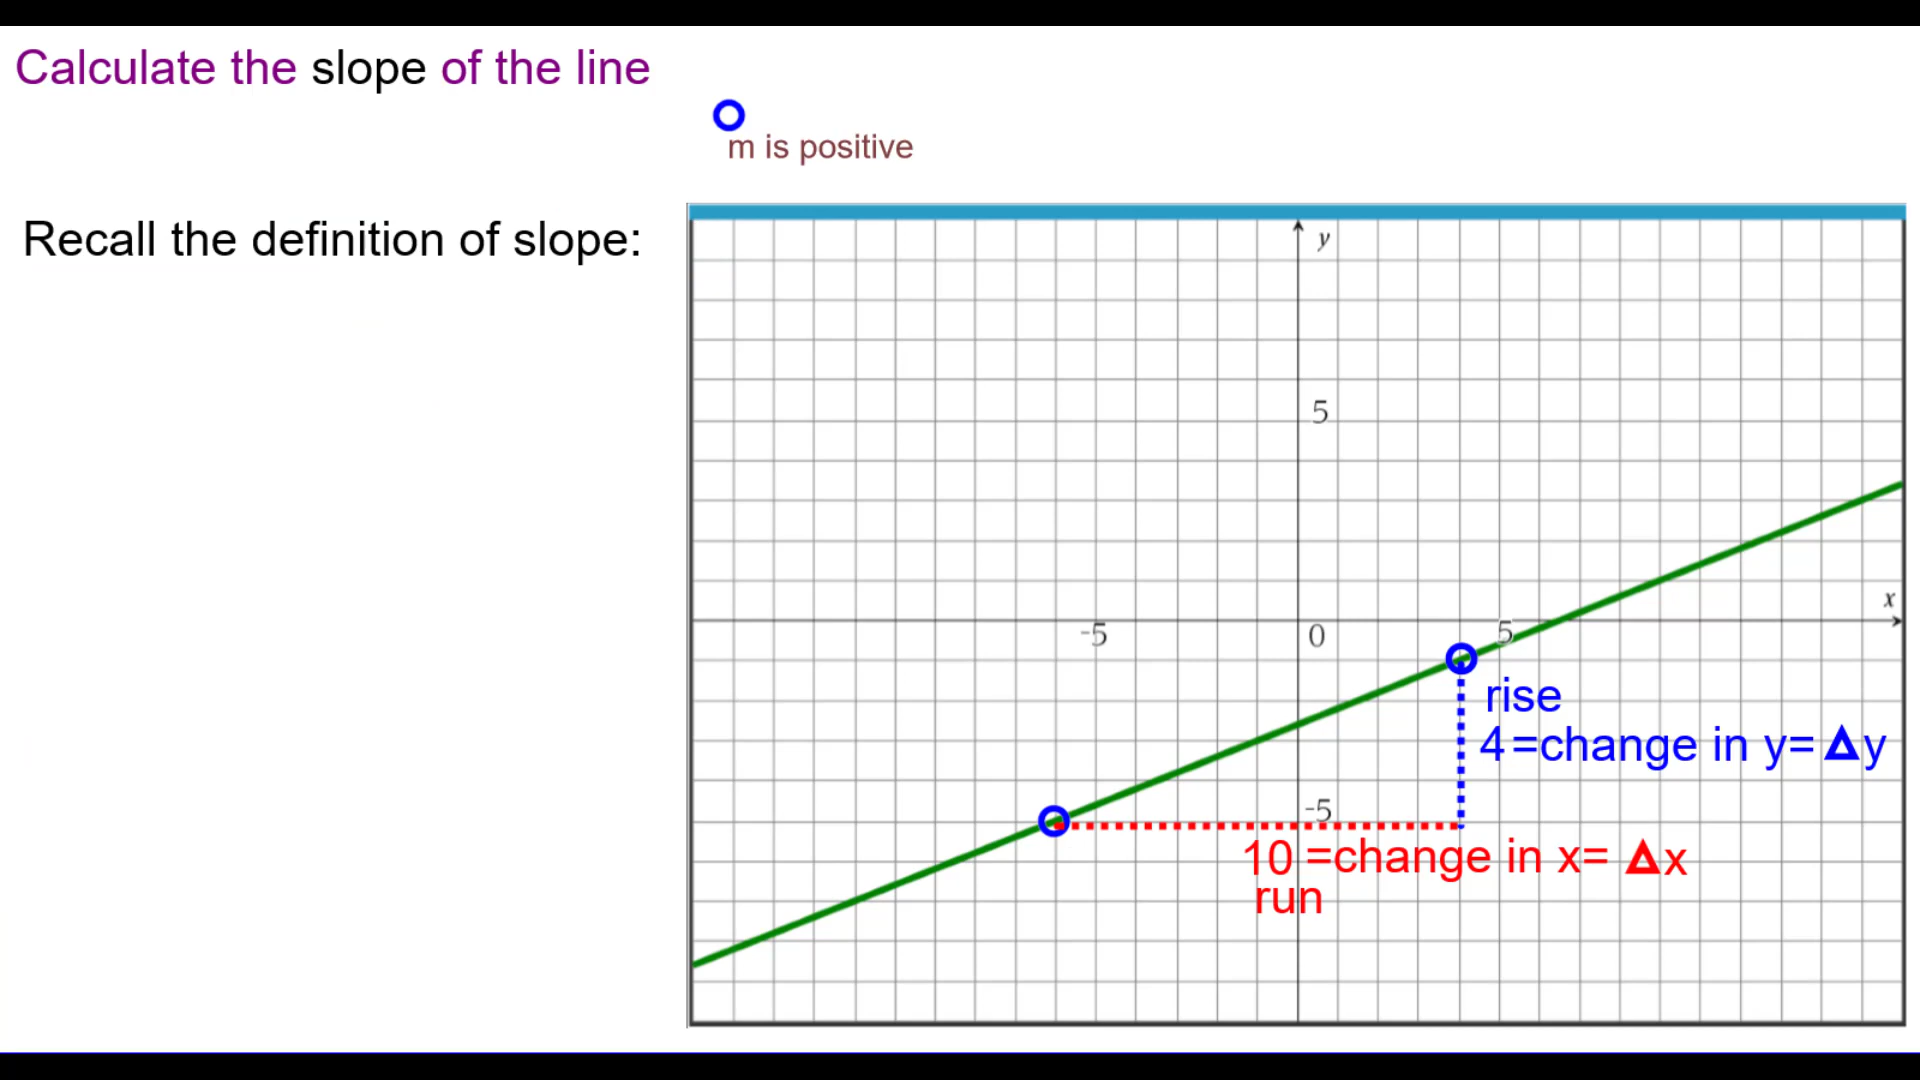 Calculate the slope of the line
m is positive
Recall the definition of slope:
y
5
x
-5
0
5
rise
4=change in y=Δy
-5
10 =change in x= Δx
run